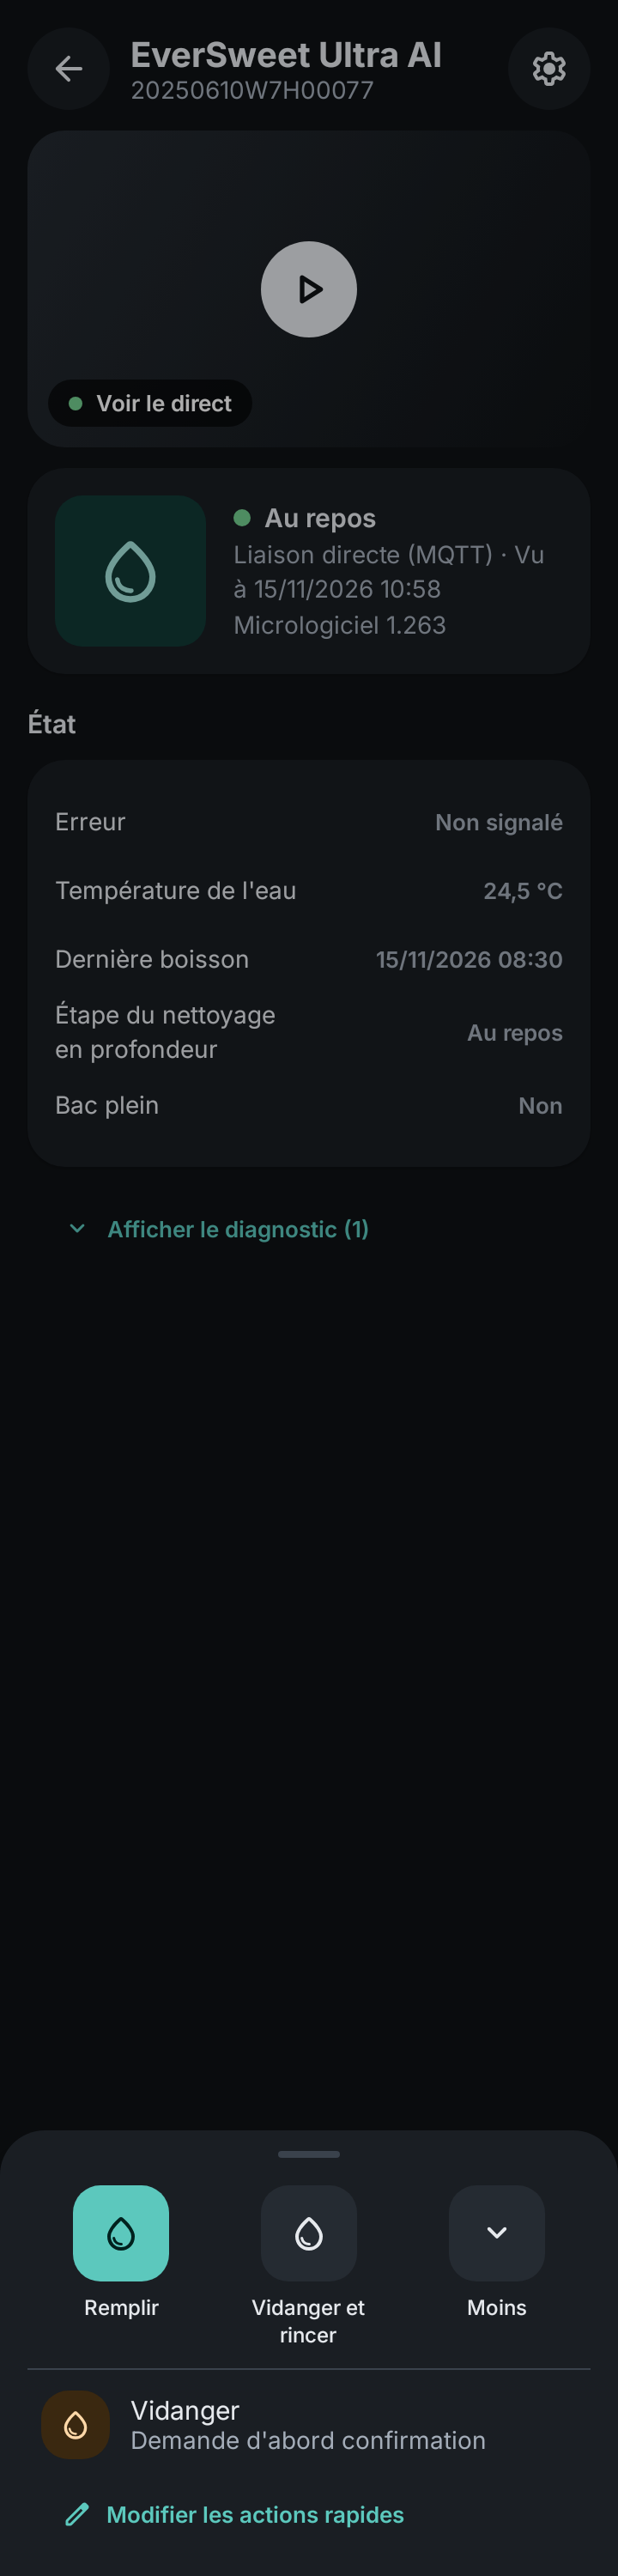 EverSweet Ultra AI
20250610W7H00077
Voir le direct
Au repos
Liaison directe (MQTT) · Vu
à 15/11/2026 10:58
Micrologiciel 1.263
État
Erreur
Non signalé
Température de l'eau
24,5 °C
Dernière boisson
15/11/2026 08:30
Étape du nettoyage
en profondeur
Au repos
Bac plein
Non
Afficher le diagnostic (1)
Remplir
Vidanger et
rincer
Moins
Vidanger
Demande d'abord confirmation
Modifier les actions rapides